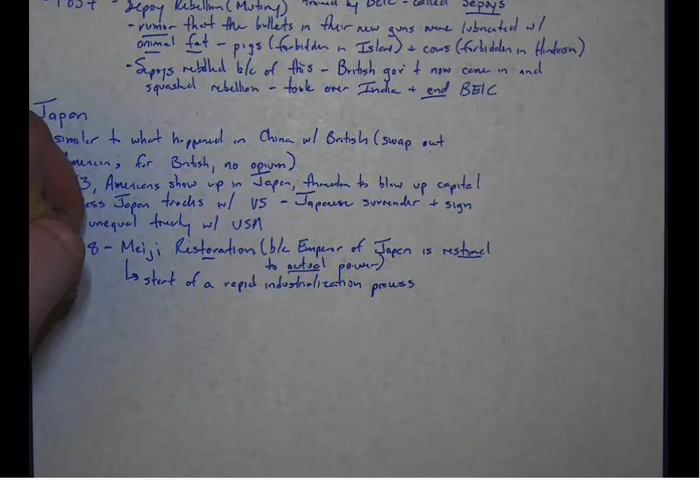 Sepoy Rebellion (Mutiny) trained by BEIC - called Sepoys
- rumor that the bullets in their new guns were lubricated w/
animal fat - pigs (forbidden in Islam) + cows (forbidden in Hinduism)
- Sepoys rebelled b/c of this - British gov't now come in and
squashed rebellion - took over India + end BEIC
Japan
similar to what happened in China w/ British (swap out
for British, no opium)
3, Americans show up in Japan, threaten to blow up capital
Japan trades w/ US - Japanese surrender + sign
unequal treaty w/ USA
8 - Meiji Restoration (b/c Emperor of Japan is restored
to actual power)
↳ start of a rapid industrialization process